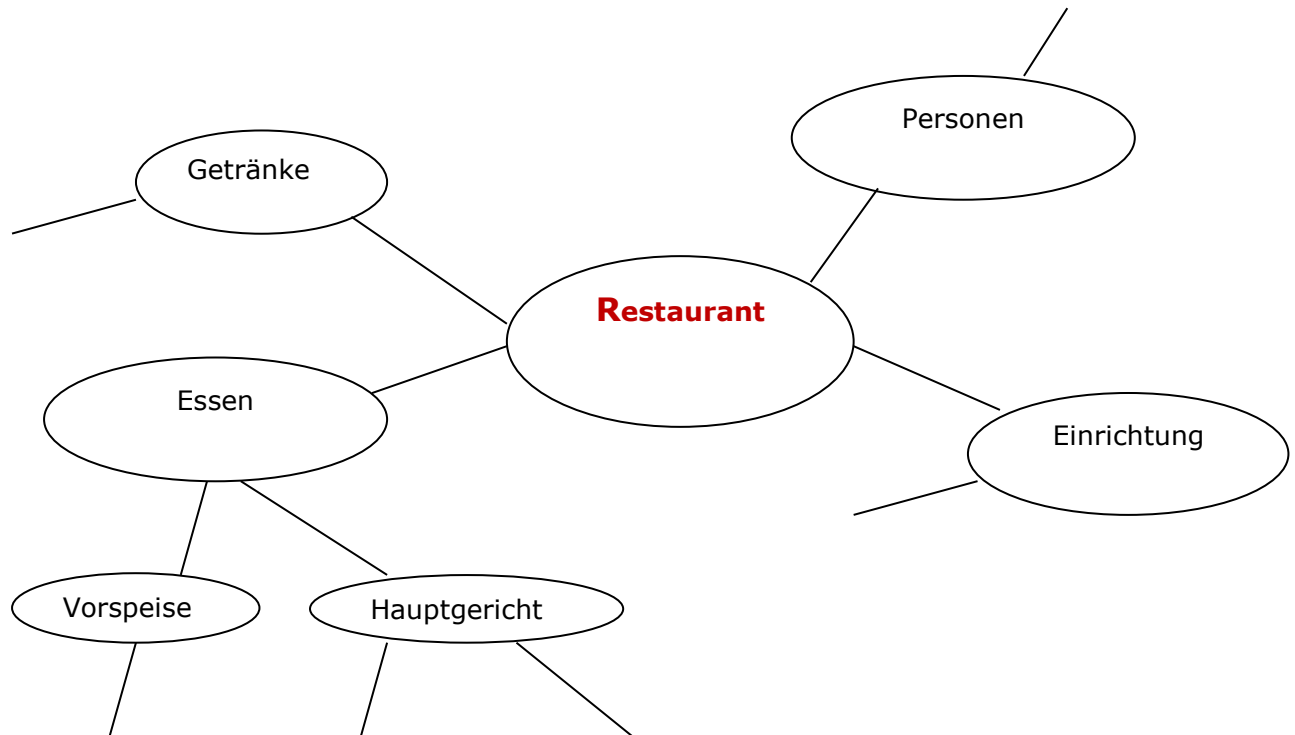 Personen
Getränke
Restaurant
Essen
Einrichtung
Vorspeise
Hauptgericht